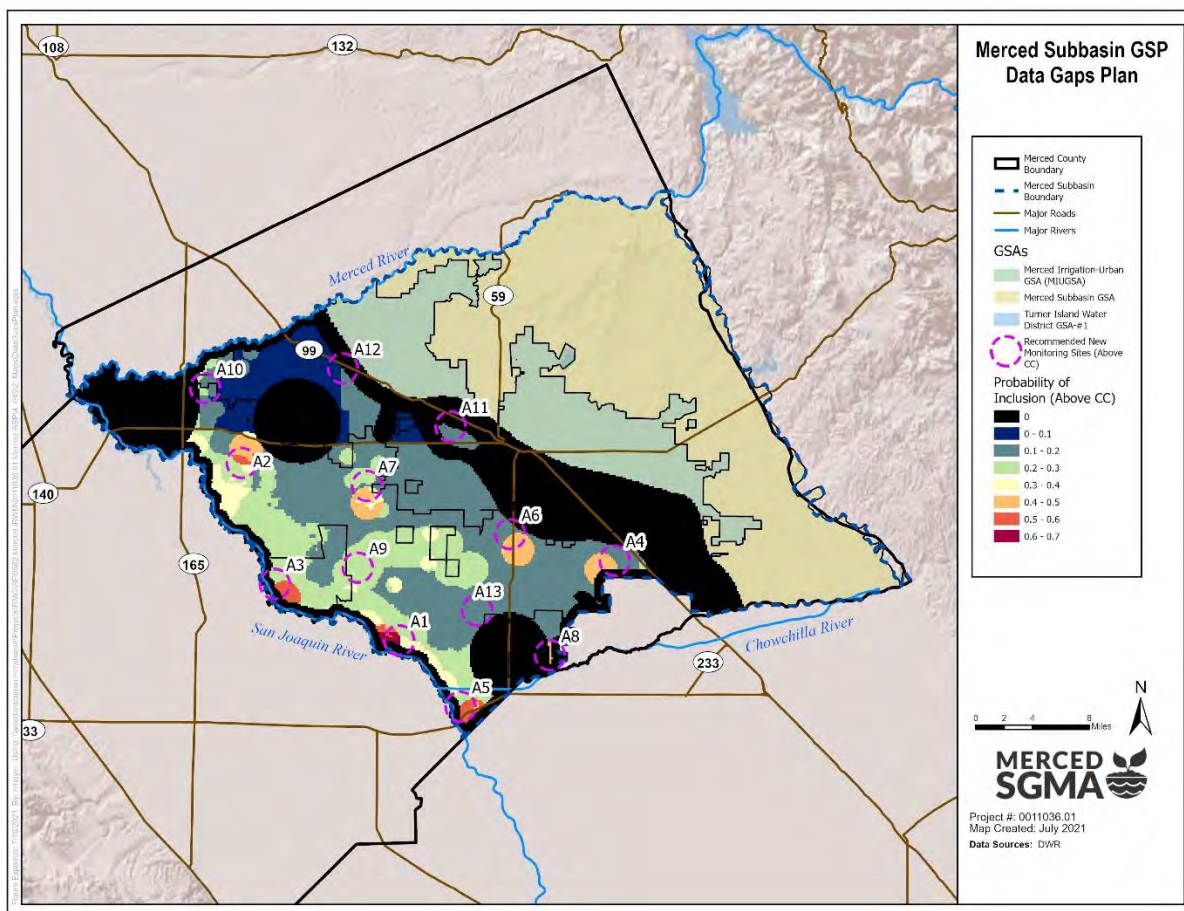 Merced Subbasin GSP
Data Gaps Plan
Merced County
Boundary
Merced Subbasin
Boundary
Major Roads
Major Rivers
GSAs
Merced Irrigation-Urban
GSA (MIUGSA)
Merced Subbasin GSA
Turner Island Water
District GSA-#1
Recommended New
Monitoring Sites (Above
CC)
Probability of
Inclusion (Above CC)
0
0 - 0.1
0.1 - 0.2
0.2 - 0.3
0.3 - 0.4
0.4 - 0.5
0.5 - 0.6
0.6 - 0.7
N
0 2 4 8
Miles
MERCED
SGMA
Project #: 0011036.01
Map Created: July 2021
Data Sources: DWR
108
132
Merced River
59
99
A12
A10
A11
A2
A7
140
A6
A4
165
A9
A3
A13
A1
San Joaquin River
A8
Chowchilla River
233
A5
33